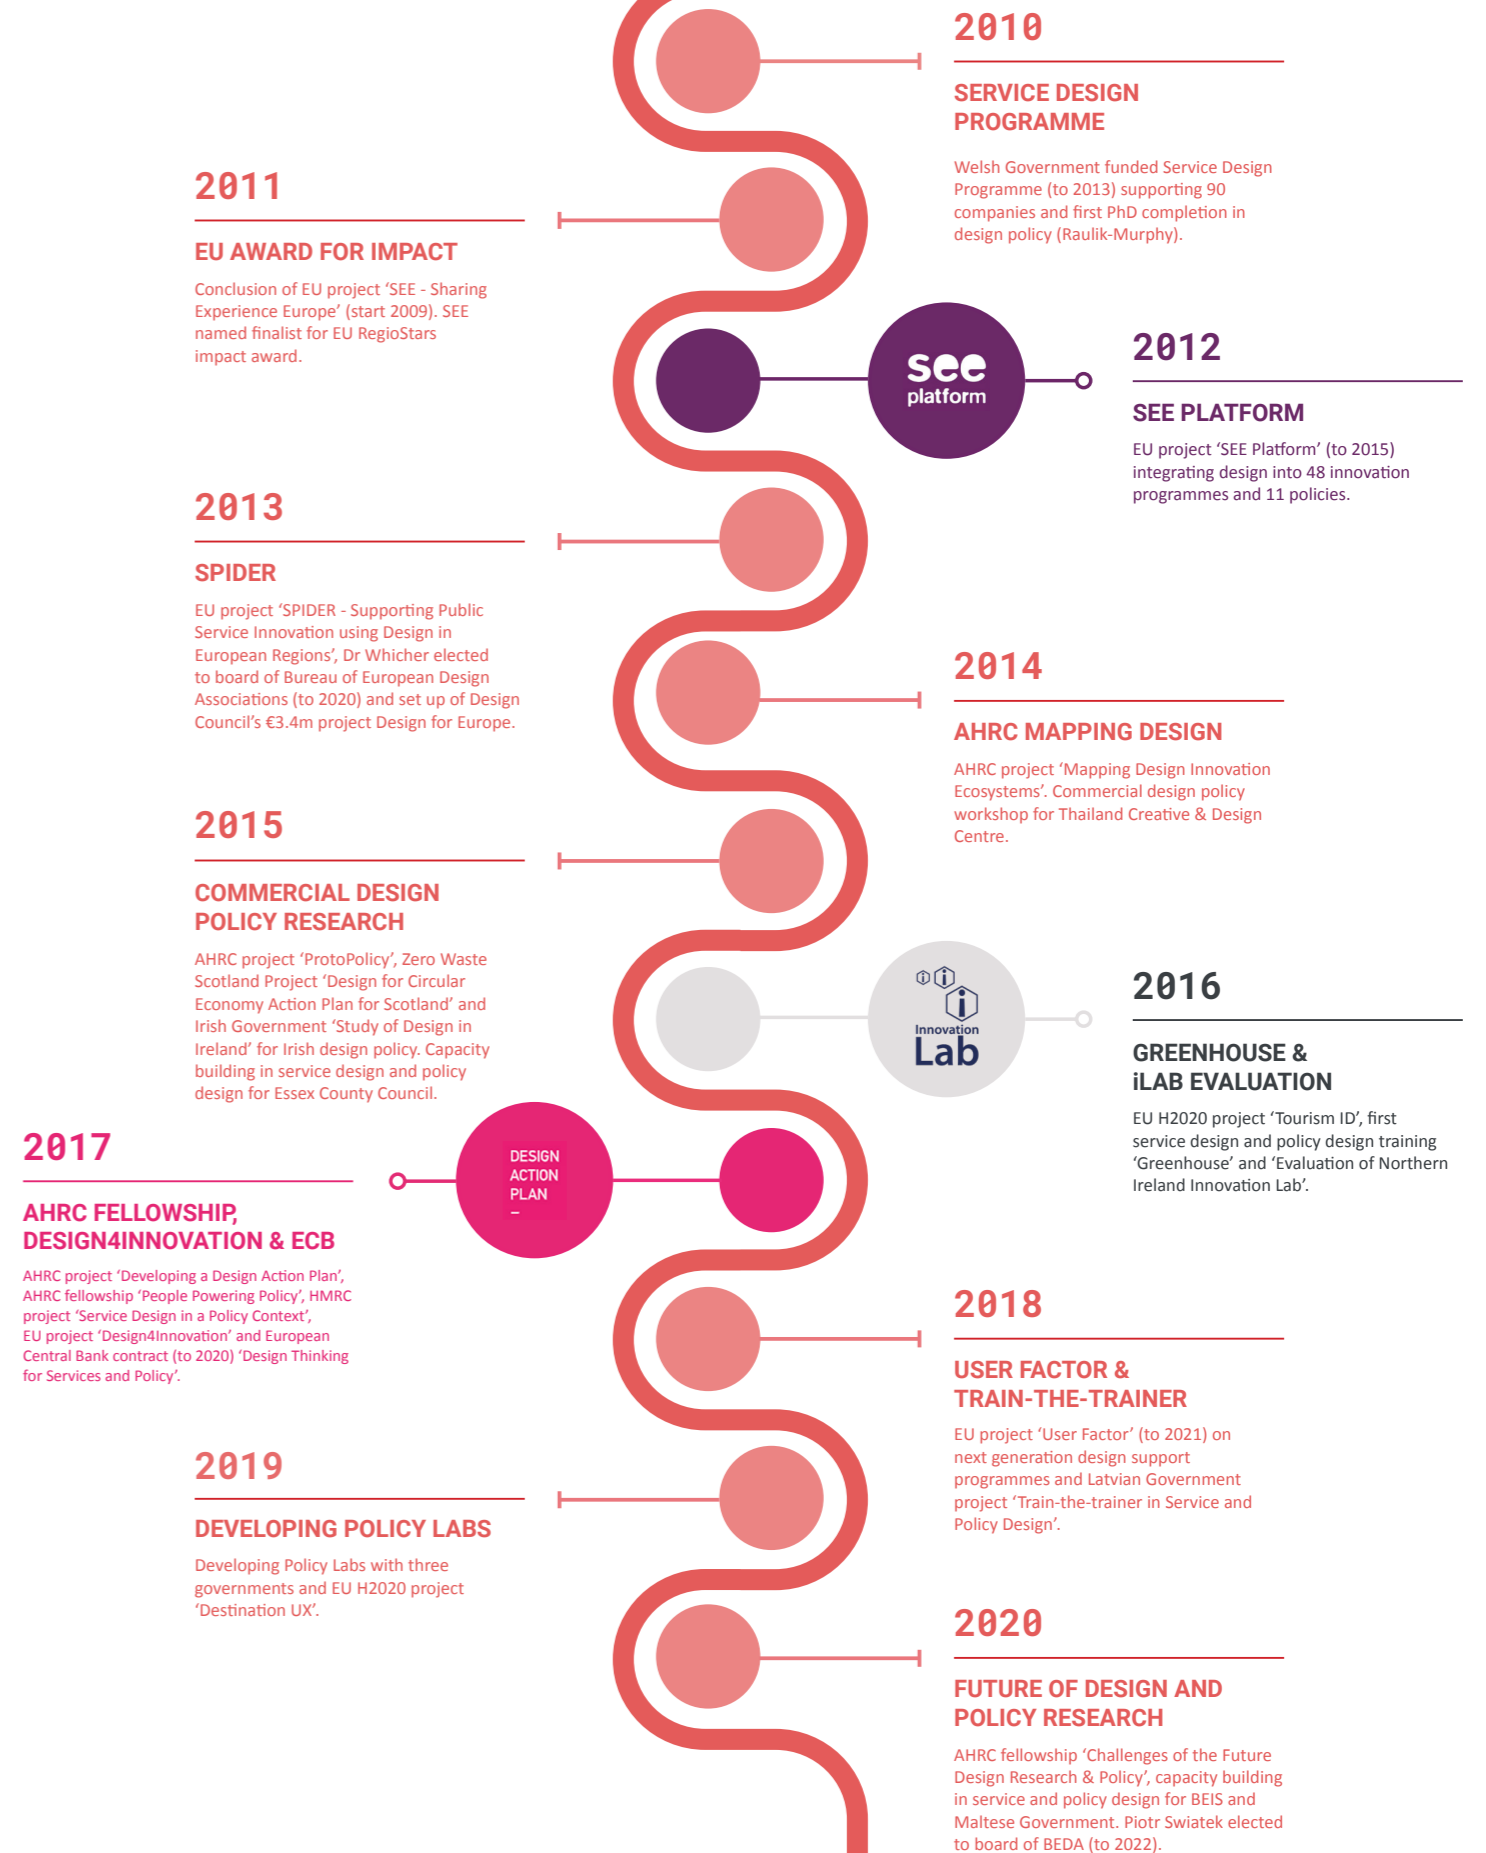 2010
SERVICE DESIGN
PROGRAMME
Welsh Government funded Service Design
Programme (to 2013) supporting 90
companies and first PhD completion in
design policy (Raulik-Murphy).
2011
EU AWARD FOR IMPACT
Conclusion of EU project ‘SEE - Sharing
Experience Europe’ (start 2009). SEE
named finalist for EU RegioStars
impact award.
see
platform
2012
SEE PLATFORM
EU project ‘SEE Platform’ (to 2015)
integrating design into 48 innovation
programmes and 11 policies.
2013
SPIDER
EU project ‘SPIDER - Supporting Public
Service Innovation using Design in
European Regions’, Dr Whicher elected
to board of Bureau of European Design
Associations (to 2020) and set up of Design
Council’s €3.4m project Design for Europe.
2014
AHRC MAPPING DESIGN
AHRC project ‘Mapping Design Innovation
Ecosystems’. Commercial design policy
workshop for Thailand Creative & Design
Centre.
2015
COMMERCIAL DESIGN
POLICY RESEARCH
AHRC project ‘ProtoPolicy’, Zero Waste
Scotland Project ‘Design for Circular
Economy Action Plan for Scotland’ and
Irish Government ‘Study of Design in
Ireland’ for Irish design policy. Capacity
building in service design and policy
design for Essex County Council.
i i i
Innovation
Lab
2016
GREENHOUSE &
iLAB EVALUATION
EU H2020 project ‘Tourism ID’, first
service design and policy design training
‘Greenhouse’ and ‘Evaluation of Northern
Ireland Innovation Lab’.
2017
AHRC FELLOWSHIP,
DESIGN4INNOVATION & ECB
AHRC project ‘Developing a Design Action Plan’,
AHRC fellowship ‘People Powering Policy’, HMRC
project ‘Service Design in a Policy Context’,
EU project ‘Design4Innovation’ and European
Central Bank contract (to 2020) ‘Design Thinking
for Services and Policy’.
DESIGN
ACTION
PLAN
–
2018
USER FACTOR &
TRAIN-THE-TRAINER
EU project ‘User Factor’ (to 2021) on
next generation design support
programmes and Latvian Government
project ‘Train-the-trainer in Service and
Policy Design’.
2019
DEVELOPING POLICY LABS
Developing Policy Labs with three
governments and EU H2020 project
‘Destination UX’.
2020
FUTURE OF DESIGN AND
POLICY RESEARCH
AHRC fellowship ‘Challenges of the Future
Design Research & Policy’, capacity building
in service and policy design for BEIS and
Maltese Government. Piotr Swiatek elected
to board of BEDA (to 2022).